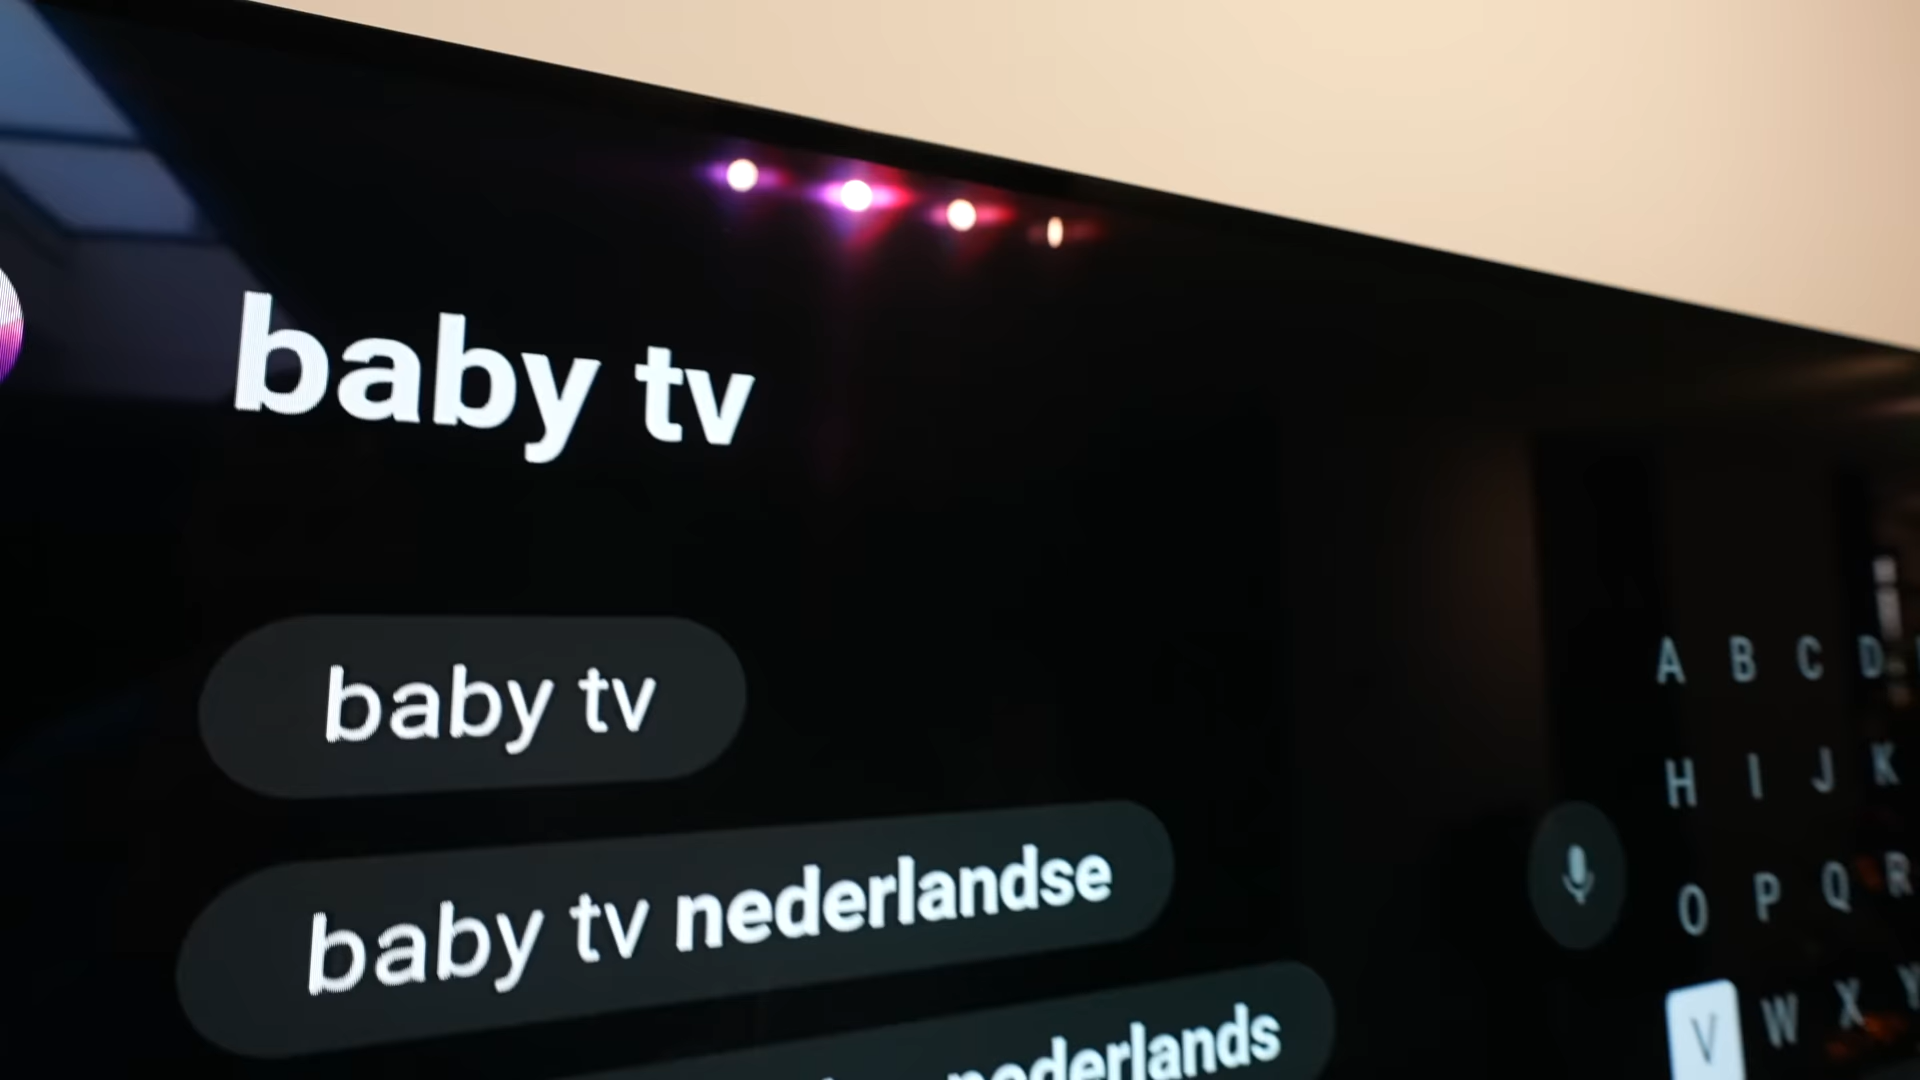 baby tv
baby tv
baby tv nederlandse
nederlands
A B C D
H I J K
O P Q R
V W X Y